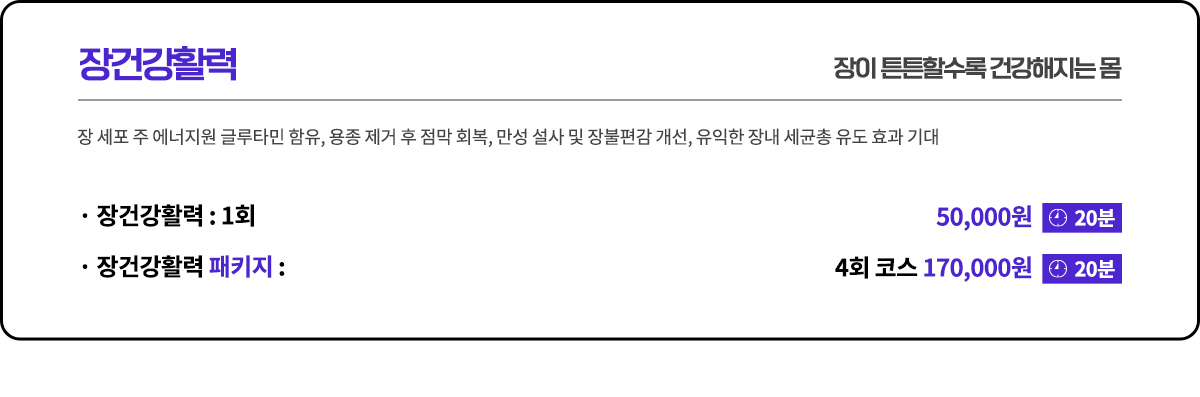 장건강활력
장이 튼튼할수록 건강해지는 몸
장 세포 주 에너지원 글루타민 함유, 용종 제거 후 점막 회복, 만성 설사 및 장불편감 개선, 유익한 장내 세균총 유도 효과 기대
· 장건강활력 : 1회 50,000원 20분
· 장건강활력 패키지 : 4회 코스 170,000원 20분